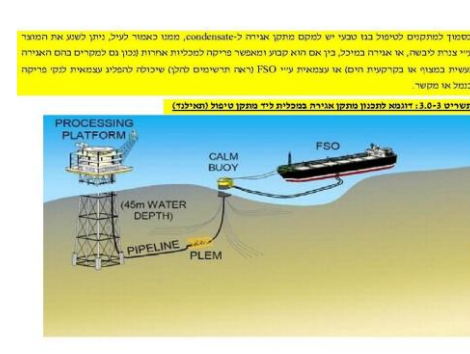 בסמוך למתקנים לטיפול בגז טבעי יש למקם מתקן אגירה ל-condensate, ממנו כאמור לעיל, ניתן לשנע את המוצר
ע״י צנרת ליבשה, או אגירה במיכל, בין אם הוא קבוע ומאפשר פריקה למכליות אחרות (נכון גם למקרים בהם האגירה
נעשית במצוף או בקרקעית הים) או עצמאית ע״י FSO (ראה תרשימים להלן) שיכולה להפליג עצמאית לנק׳ פריקה
בנמל או מקשר.
תשריט 3.0-3: דוגמא לתכנון מתקן אגירה במכלית ליד מתקן טיפול (תאילנד)
PROCESSING
PLATFORM
FSO
CALM
BUOY
(45m WATER
DEPTH)
PIPELINE
PLEM